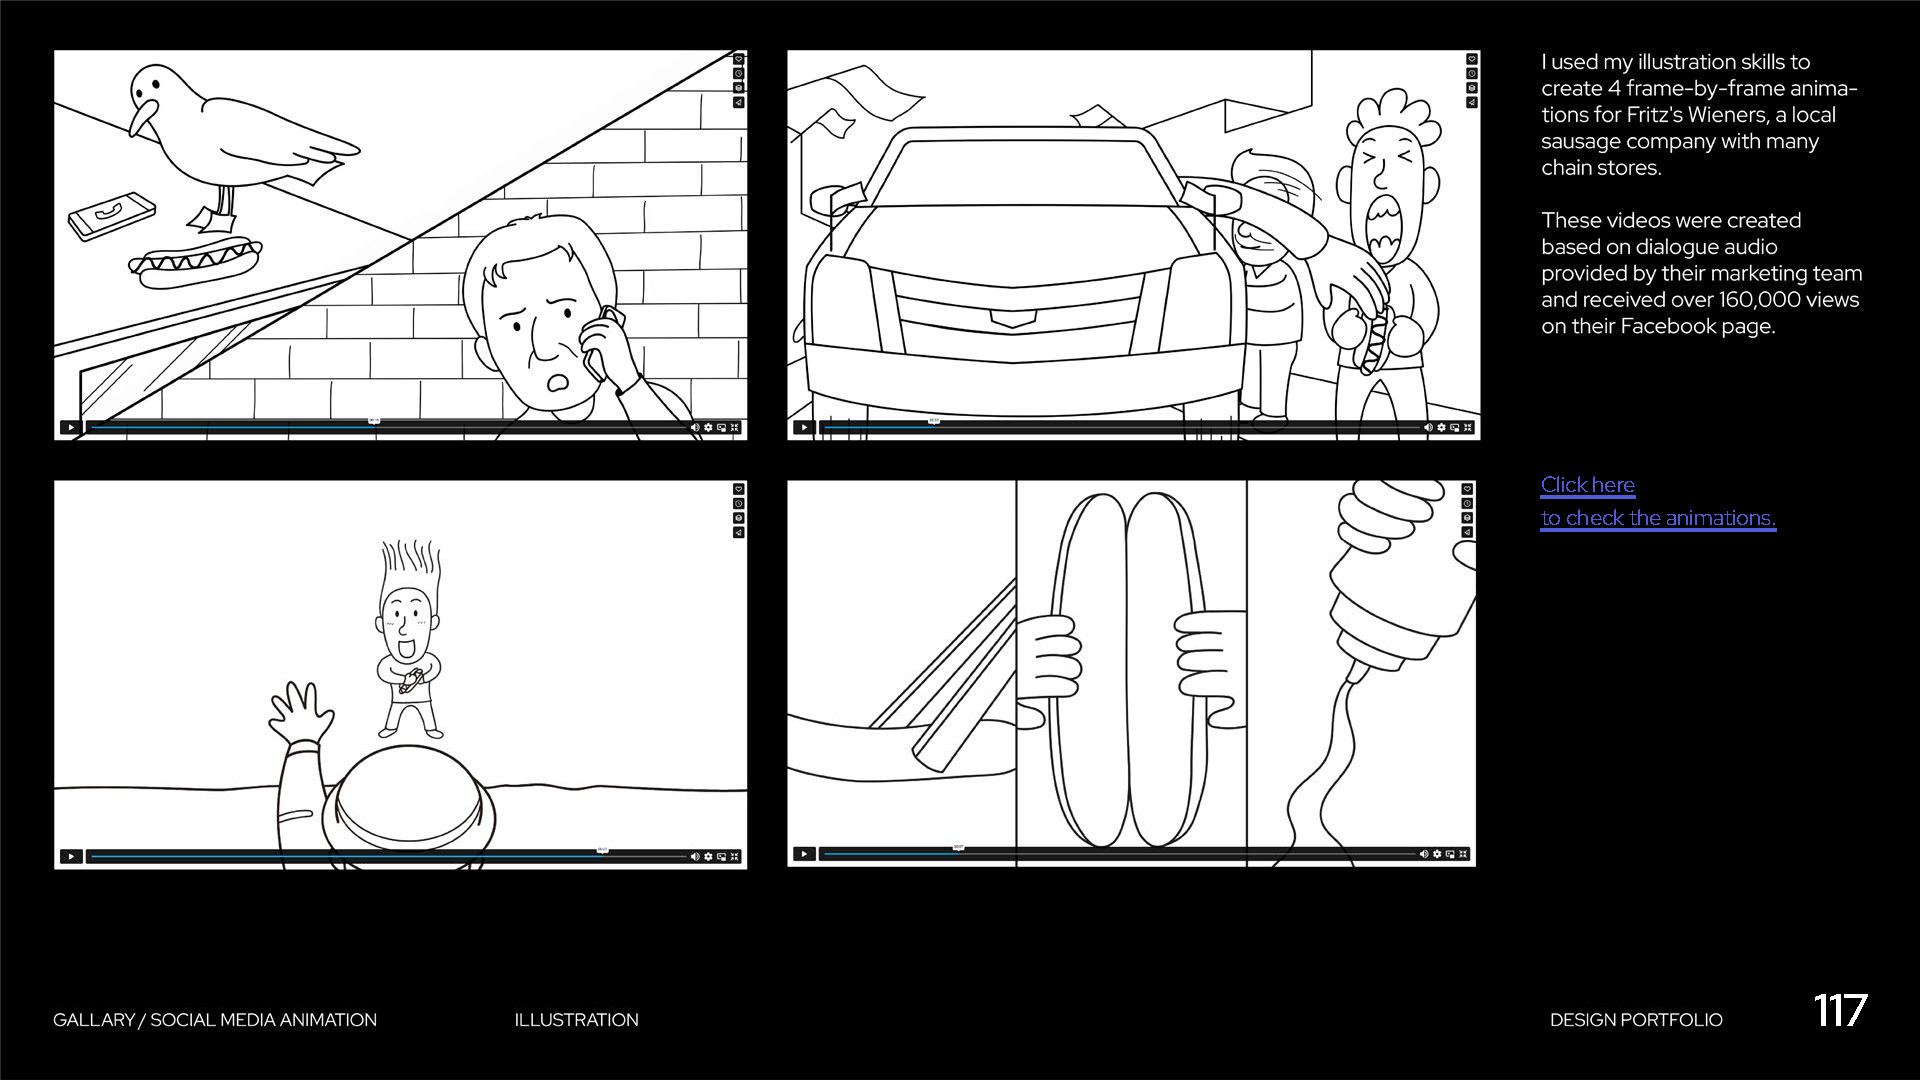 I used my illustration skills to
create 4 frame-by-frame anima-
tions for Fritz's Wieners, a local
sausage company with many
chain stores.
These videos were created
based on dialogue audio
provided by their marketing team
and received over 160,000 views
on their Facebook page.
Click here
to check the animations.
GALLARY / SOCIAL MEDIA ANIMATION
ILLUSTRATION
DESIGN PORTFOLIO
117